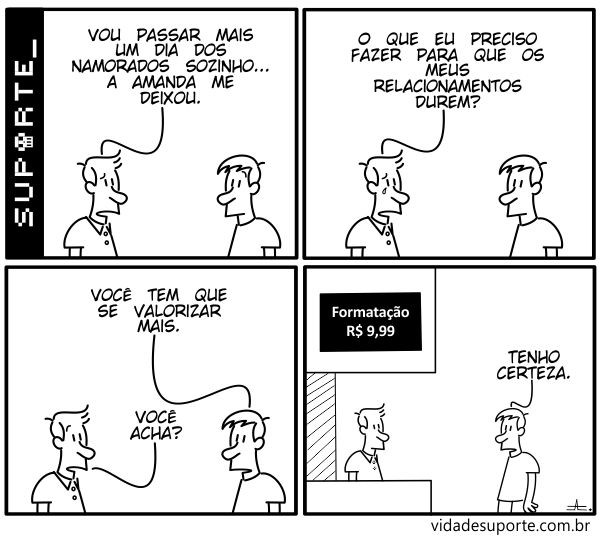 SUPORTE_
VOU PASSAR MAIS
UM DIA DOS
NAMORADOS SOZINHO...
A AMANDA ME
DEIXOU.
O QUE EU PRECISO
FAZER PARA QUE OS
MEUS
RELACIONAMENTOS
DUREM?
VOCÊ TEM QUE
SE VALORIZAR
MAIS.
VOCÊ
ACHA?
Formatação
R$ 9,99
TENHO
CERTEZA.
vidadesuporte.com.br